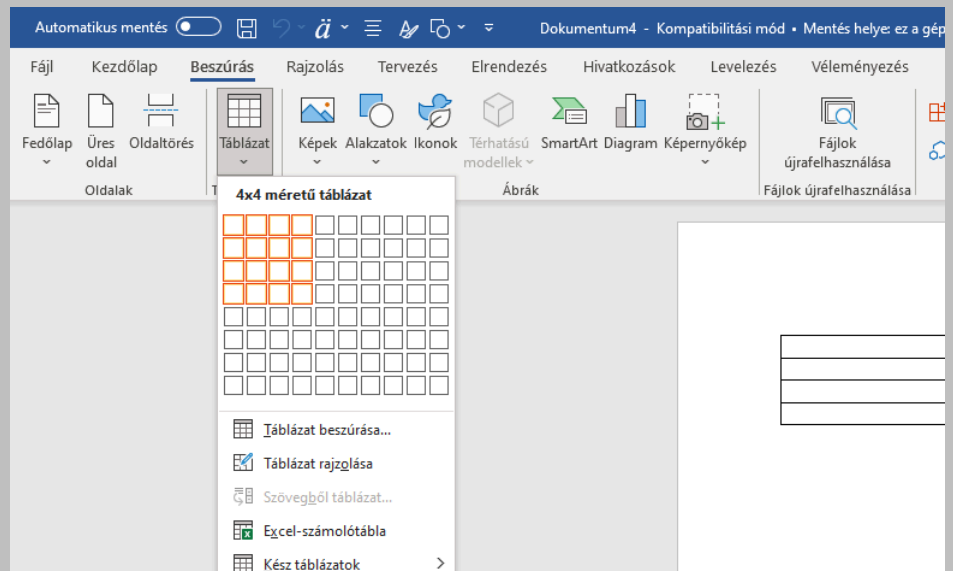 Automatikus mentés ä Dokumentum4 - Kompatibilitási mód • Mentés helye: ez a gép
Fájl Kezdőlap Beszúrás Rajzolás Tervezés Elrendezés Hivatkozások Levelezés Véleményezés
Fedőlap Üres oldal Oldaltörés Táblázat Képek Alakzatok Ikonok Térhatású modellek SmartArt Diagram Képernyőkép Fájlok újrafelhasználása
Oldalak T Ábrák Fájlok újrafelhasználása
4x4 méretű táblázat
Táblázat beszúrása...
Táblázat rajzolása
Szövegből táblázat...
Excel-számolótábla
Kész táblázatok